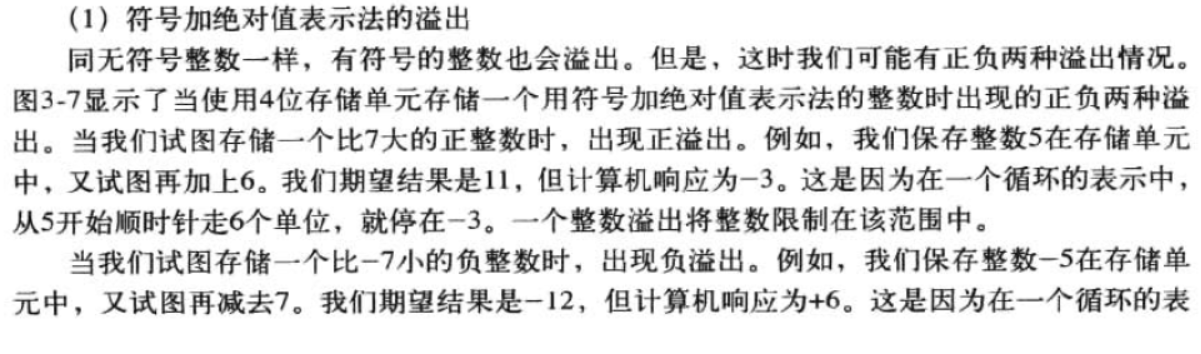 （1）符号加绝对值表示法的溢出
同无符号整数一样，有符号的整数也会溢出。但是，这时我们可能有正负两种溢出情况。
图3-7显示了当使用4位存储单元存储一个用符号加绝对值表示法的整数时出现的正负两种溢
出。当我们试图存储一个比7大的正整数时，出现正溢出。例如，我们保存整数5在存储单元
中，又试图再加上6。我们期望结果是11，但计算机响应为−3。这是因为在一个循环的表示中，
从5开始顺时针走6个单位，就停在−3。一个整数溢出将整数限制在该范围中。
当我们试图存储一个比−7小的负整数时，出现负溢出。例如，我们保存整数−5在存储单
元中，又试图再减去7。我们期望结果是−12，但计算机响应为+6。这是因为在一个循环的表